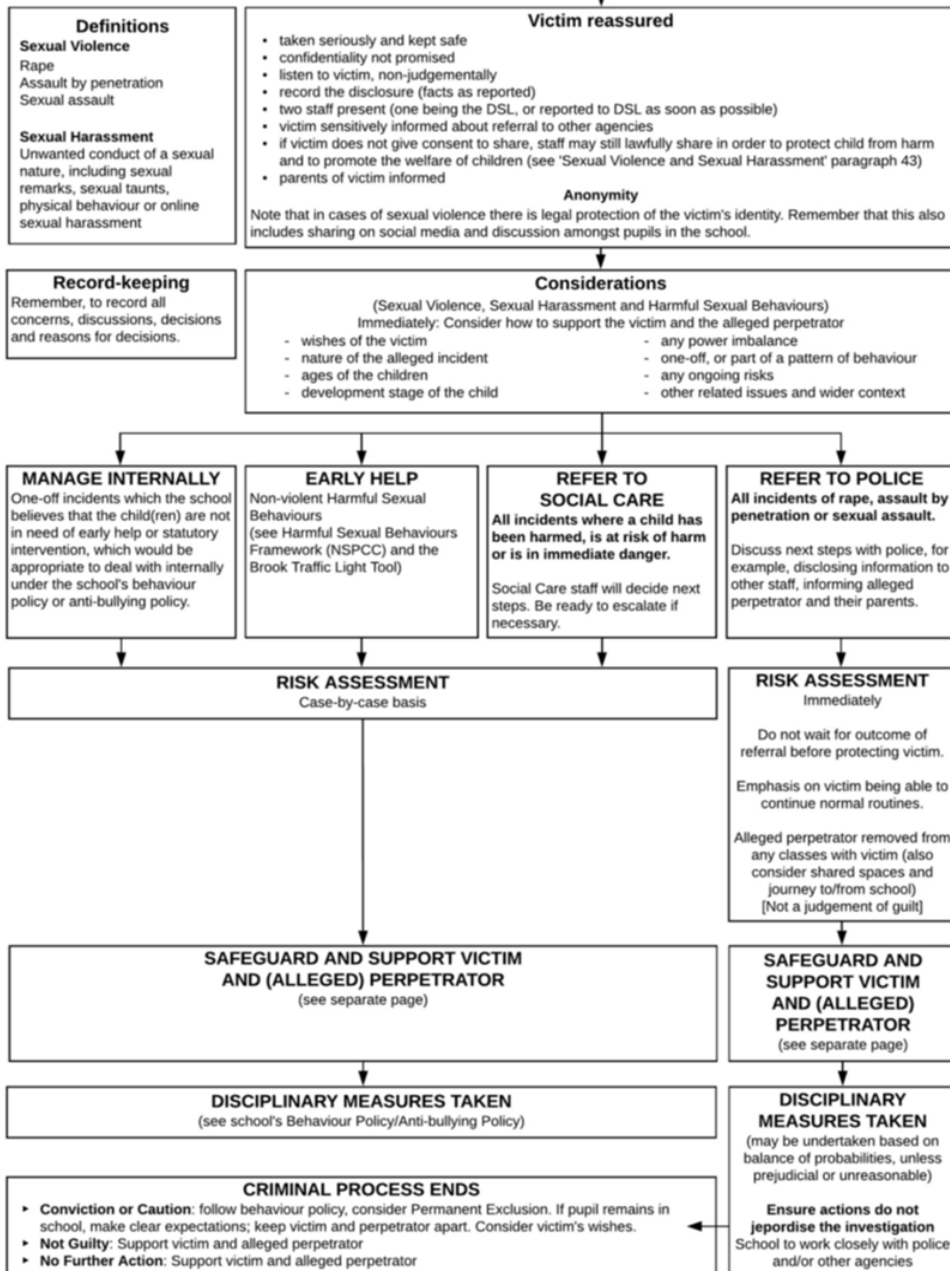 Definitions
Sexual Violence
Rape
Assault by penetration
Sexual assault
Sexual Harassment
Unwanted conduct of a sexual
nature, including sexual
remarks, sexual taunts,
physical behaviour or online
sexual harassment
Victim reassured
• taken seriously and kept safe
• confidentiality not promised
• listen to victim, non-judgementally
• record the disclosure (facts as reported)
• two staff present (one being the DSL, or reported to DSL as soon as possible)
• victim sensitively informed about referral to other agencies
• if victim does not give consent to share, staff may still lawfully share in order to protect child from harm
and to promote the welfare of children (see 'Sexual Violence and Sexual Harassment' paragraph 43)
• parents of victim informed
Anonymity
Note that in cases of sexual violence there is legal protection of the victim's identity. Remember that this also
includes sharing on social media and discussion amongst pupils in the school.
Record-keeping
Remember, to record all
concerns, discussions, decisions
and reasons for decisions.
Considerations
(Sexual Violence, Sexual Harassment and Harmful Sexual Behaviours)
Immediately: Consider how to support the victim and the alleged perpetrator
- wishes of the victim
- nature of the alleged incident
- ages of the children
- development stage of the child
- any power imbalance
- one-off, or part of a pattern of behaviour
- any ongoing risks
- other related issues and wider context
MANAGE INTERNALLY
One-off incidents which the school
believes that the child(ren) are not
in need of early help or statutory
intervention, which would be
appropriate to deal with internally
under the school's behaviour
policy or anti-bullying policy.
EARLY HELP
Non-violent Harmful Sexual
Behaviours
(see Harmful Sexual Behaviours
Framework (NSPCC) and the
Brook Traffic Light Tool)
REFER TO
SOCIAL CARE
All incidents where a child has
been harmed, is at risk of harm
or is in immediate danger.
Social Care staff will decide next
steps. Be ready to escalate if
necessary.
REFER TO POLICE
All incidents of rape, assault by
penetration or sexual assault.
Discuss next steps with police, for
example, disclosing information to
other staff, informing alleged
perpetrator and their parents.
RISK ASSESSMENT
Case-by-case basis
RISK ASSESSMENT
Immediately
Do not wait for outcome of
referral before protecting victim.
Emphasis on victim being able to
continue normal routines.
Alleged perpetrator removed from
any classes with victim (also
consider shared spaces and
journey to/from school)
[Not a judgement of guilt]
SAFEGUARD AND SUPPORT VICTIM
AND (ALLEGED) PERPETRATOR
(see separate page)
SAFEGUARD AND
SUPPORT VICTIM
AND (ALLEGED)
PERPETRATOR
(see separate page)
DISCIPLINARY MEASURES TAKEN
(see school's Behaviour Policy/Anti-bullying Policy)
DISCIPLINARY
MEASURES TAKEN
(may be undertaken based on
balance of probabilities, unless
prejudicial or unreasonable)
Ensure actions do not
jepordise the investigation
School to work closely with police
and/or other agencies
CRIMINAL PROCESS ENDS
‣ Conviction or Caution: follow behaviour policy, consider Permanent Exclusion. If pupil remains in
school, make clear expectations; keep victim and perpetrator apart. Consider victim's wishes.
‣ Not Guilty: Support victim and alleged perpetrator
‣ No Further Action: Support victim and alleged perpetrator